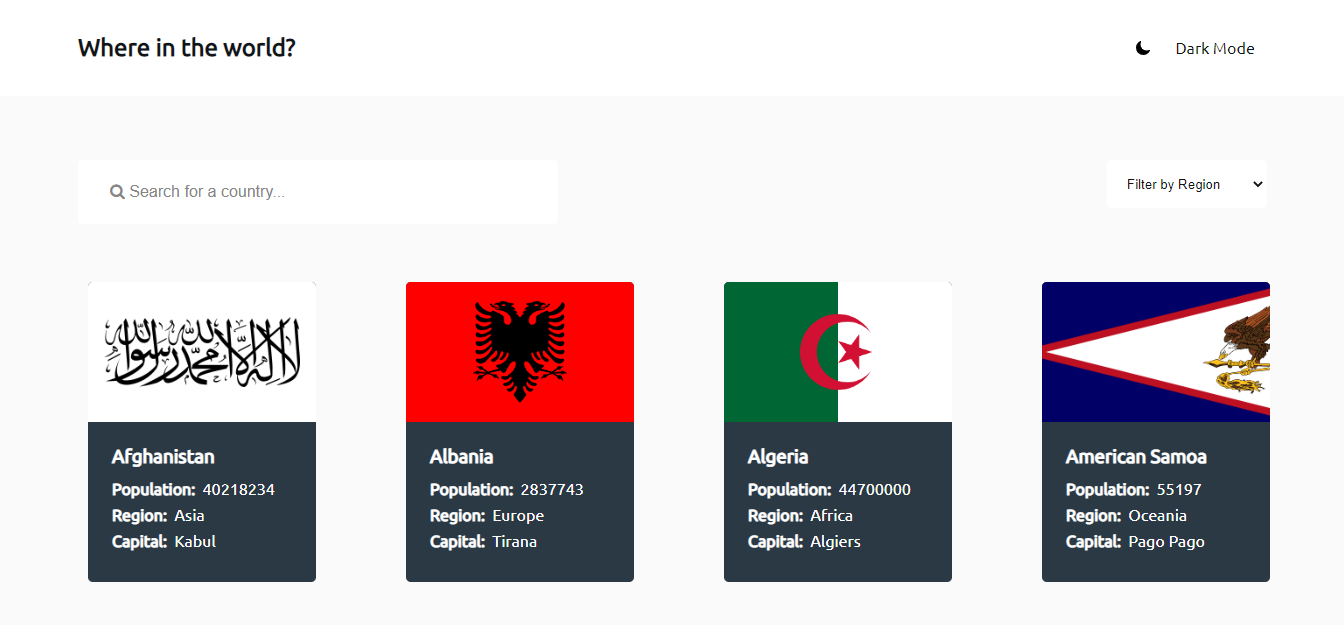 Where in the world?
Dark Mode
Search for a country...
Filter by Region
لا إله إلا الله محمد رسول الله
Afghanistan
Population: 40218234
Region: Asia
Capital: Kabul
Albania
Population: 2837743
Region: Europe
Capital: Tirana
Algeria
Population: 44700000
Region: Africa
Capital: Algiers
American Samoa
Population: 55197
Region: Oceania
Capital: Pago Pago